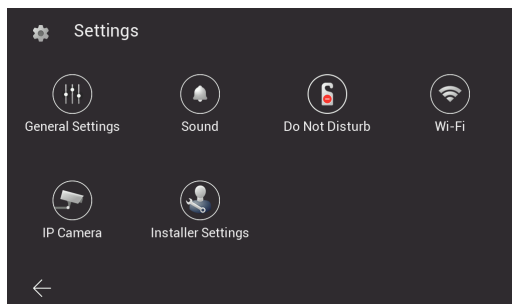 Settings
General Settings
Sound
Do Not Disturb
Wi-Fi
IP Camera
Installer Settings